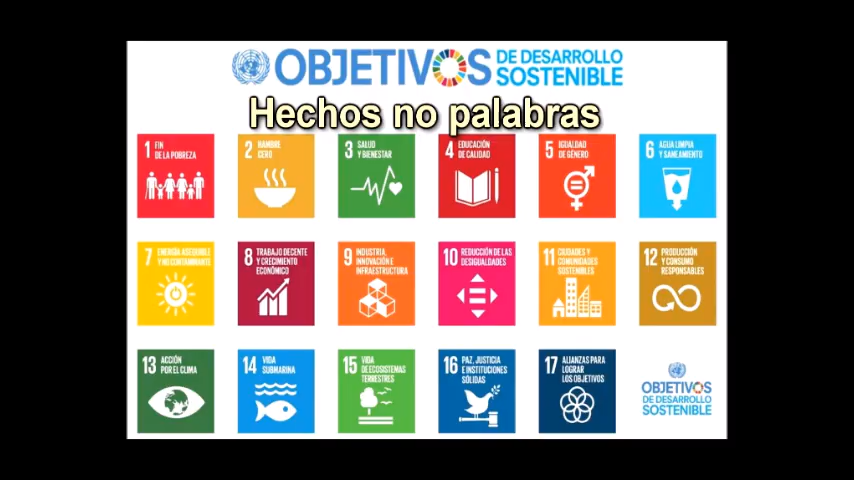 OBJETIVOS DE DESARROLLO
SOSTENIBLE
Hechos no palabras
1 FIN
DE LA POBREZA
2 HAMBRE
CERO
3 SALUD
Y BIENESTAR
4 EDUCACIÓN
DE CALIDAD
5 IGUALDAD
DE GÉNERO
6 AGUA LIMPIA
Y SANEAMIENTO
7 ENERGÍA ASEQUIBLE
Y NO CONTAMINANTE
8 TRABAJO DECENTE
Y CRECIMIENTO
ECONÓMICO
9 INDUSTRIA,
INNOVACIÓN E
INFRAESTRUCTURA
10 REDUCCIÓN DE LAS
DESIGUALDADES
11 CIUDADES Y
COMUNIDADES
SOSTENIBLES
12 PRODUCCIÓN
Y CONSUMO
RESPONSABLES
13 ACCIÓN
POR EL CLIMA
14 VIDA
SUBMARINA
15 VIDA
DE ECOSISTEMAS
TERRESTRES
16 PAZ, JUSTICIA
E INSTITUCIONES
SÓLIDAS
17 ALIANZAS PARA
LOGRAR
LOS OBJETIVOS
OBJETIVOS
DE DESARROLLO
SOSTENIBLE